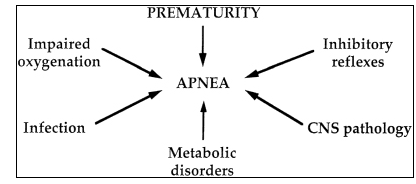 PREMATURITY
Impaired
oxygenation
Inhibitory
reflexes
APNEA
Infection
CNS pathology
Metabolic
disorders